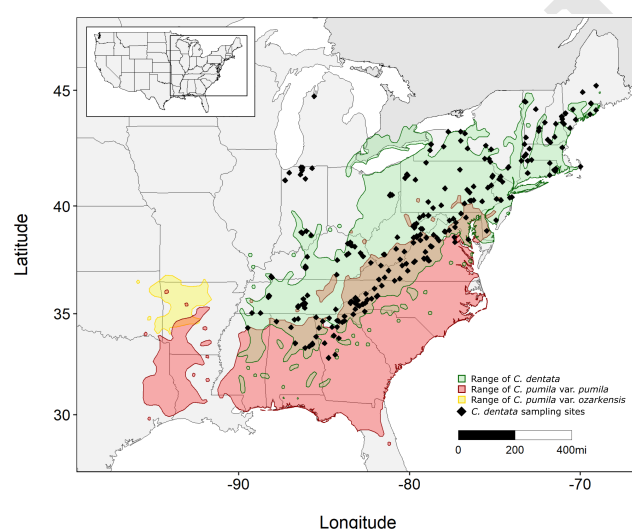 45
40
35
30
Latitude
Range of C. dentata
Range of C. pumila var. pumila
Range of C. pumila var. ozarkensis
C. dentata sampling sites
0 200 400mi
-90 -80 -70
Longitude